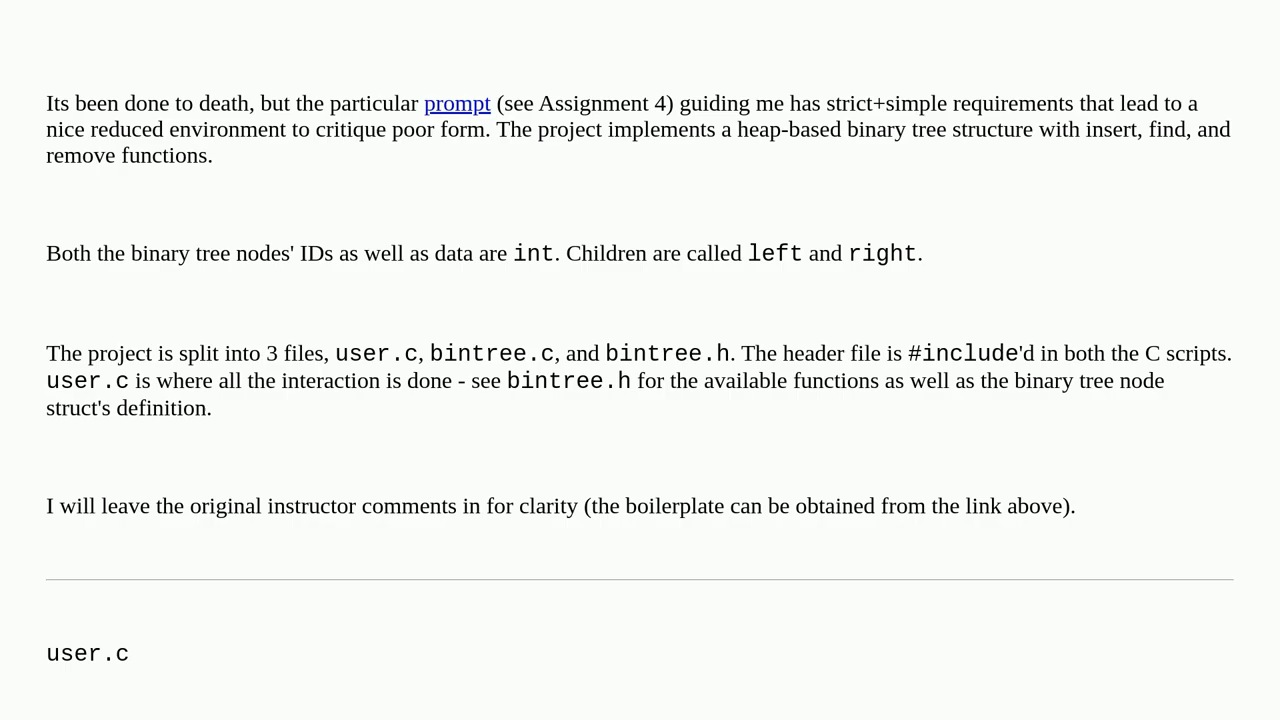 Its been done to death, but the particular prompt (see Assignment 4) guiding me has strict+simple requirements that lead to a
nice reduced environment to critique poor form. The project implements a heap-based binary tree structure with insert, find, and
remove functions.
Both the binary tree nodes' IDs as well as data are int. Children are called left and right.
The project is split into 3 files, user.c, bintree.c, and bintree.h. The header file is #include'd in both the C scripts.
user.c is where all the interaction is done - see bintree.h for the available functions as well as the binary tree node
struct's definition.
I will leave the original instructor comments in for clarity (the boilerplate can be obtained from the link above).
user.c